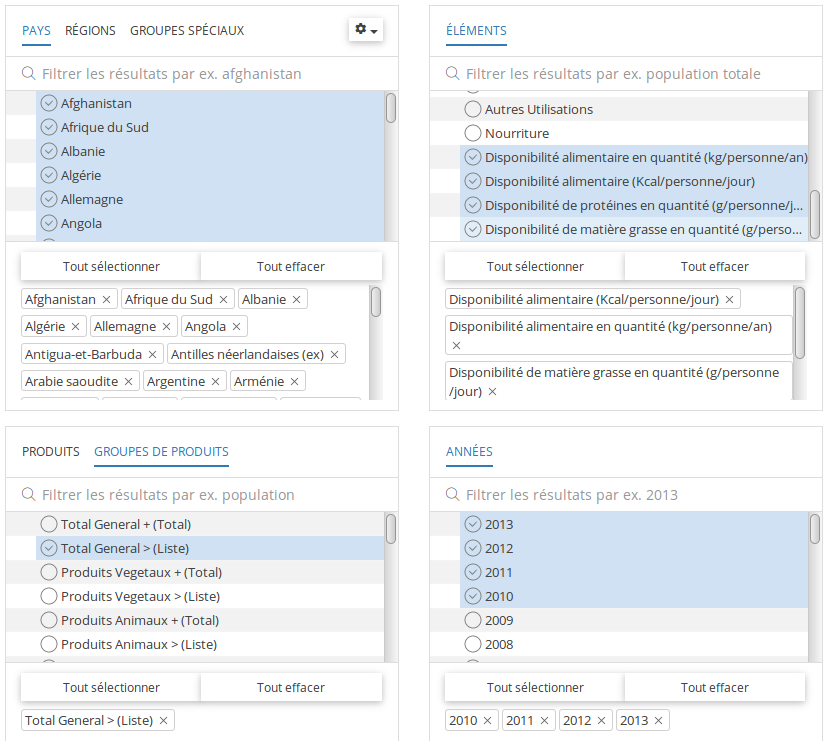 PAYS RÉGIONS GROUPES SPÉCIAUX
Filtrer les résultats par ex. afghanistan
Afghanistan
Afrique du Sud
Albanie
Algérie
Allemagne
Angola
Tout sélectionner Tout effacer
Afghanistan × Afrique du Sud × Albanie ×
Algérie × Allemagne × Angola ×
Antigua-et-Barbuda × Antilles néerlandaises (ex) ×
Arabie saoudite × Argentine × Arménie ×
ÉLÉMENTS
Filtrer les résultats par ex. population totale
Autres Utilisations
Nourriture
Disponibilité alimentaire en quantité (kg/personne/an)
Disponibilité alimentaire (Kcal/personne/jour)
Disponibilité de protéines en quantité (g/personne/j...
Disponibilité de matière grasse en quantité (g/perso...
Tout sélectionner Tout effacer
Disponibilité alimentaire (Kcal/personne/jour) ×
Disponibilité alimentaire en quantité (kg/personne/an)
×
Disponibilité de matière grasse en quantité (g/personne
/jour) ×
PRODUITS GROUPES DE PRODUITS
Filtrer les résultats par ex. population
Total General + (Total)
Total General > (Liste)
Produits Vegetaux + (Total)
Produits Vegetaux > (Liste)
Produits Animaux + (Total)
Produits Animaux > (Liste)
Tout sélectionner Tout effacer
Total General > (Liste) ×
ANNÉES
Filtrer les résultats par ex. 2013
2013
2012
2011
2010
2009
2008
Tout sélectionner Tout effacer
2010 × 2011 × 2012 × 2013 ×